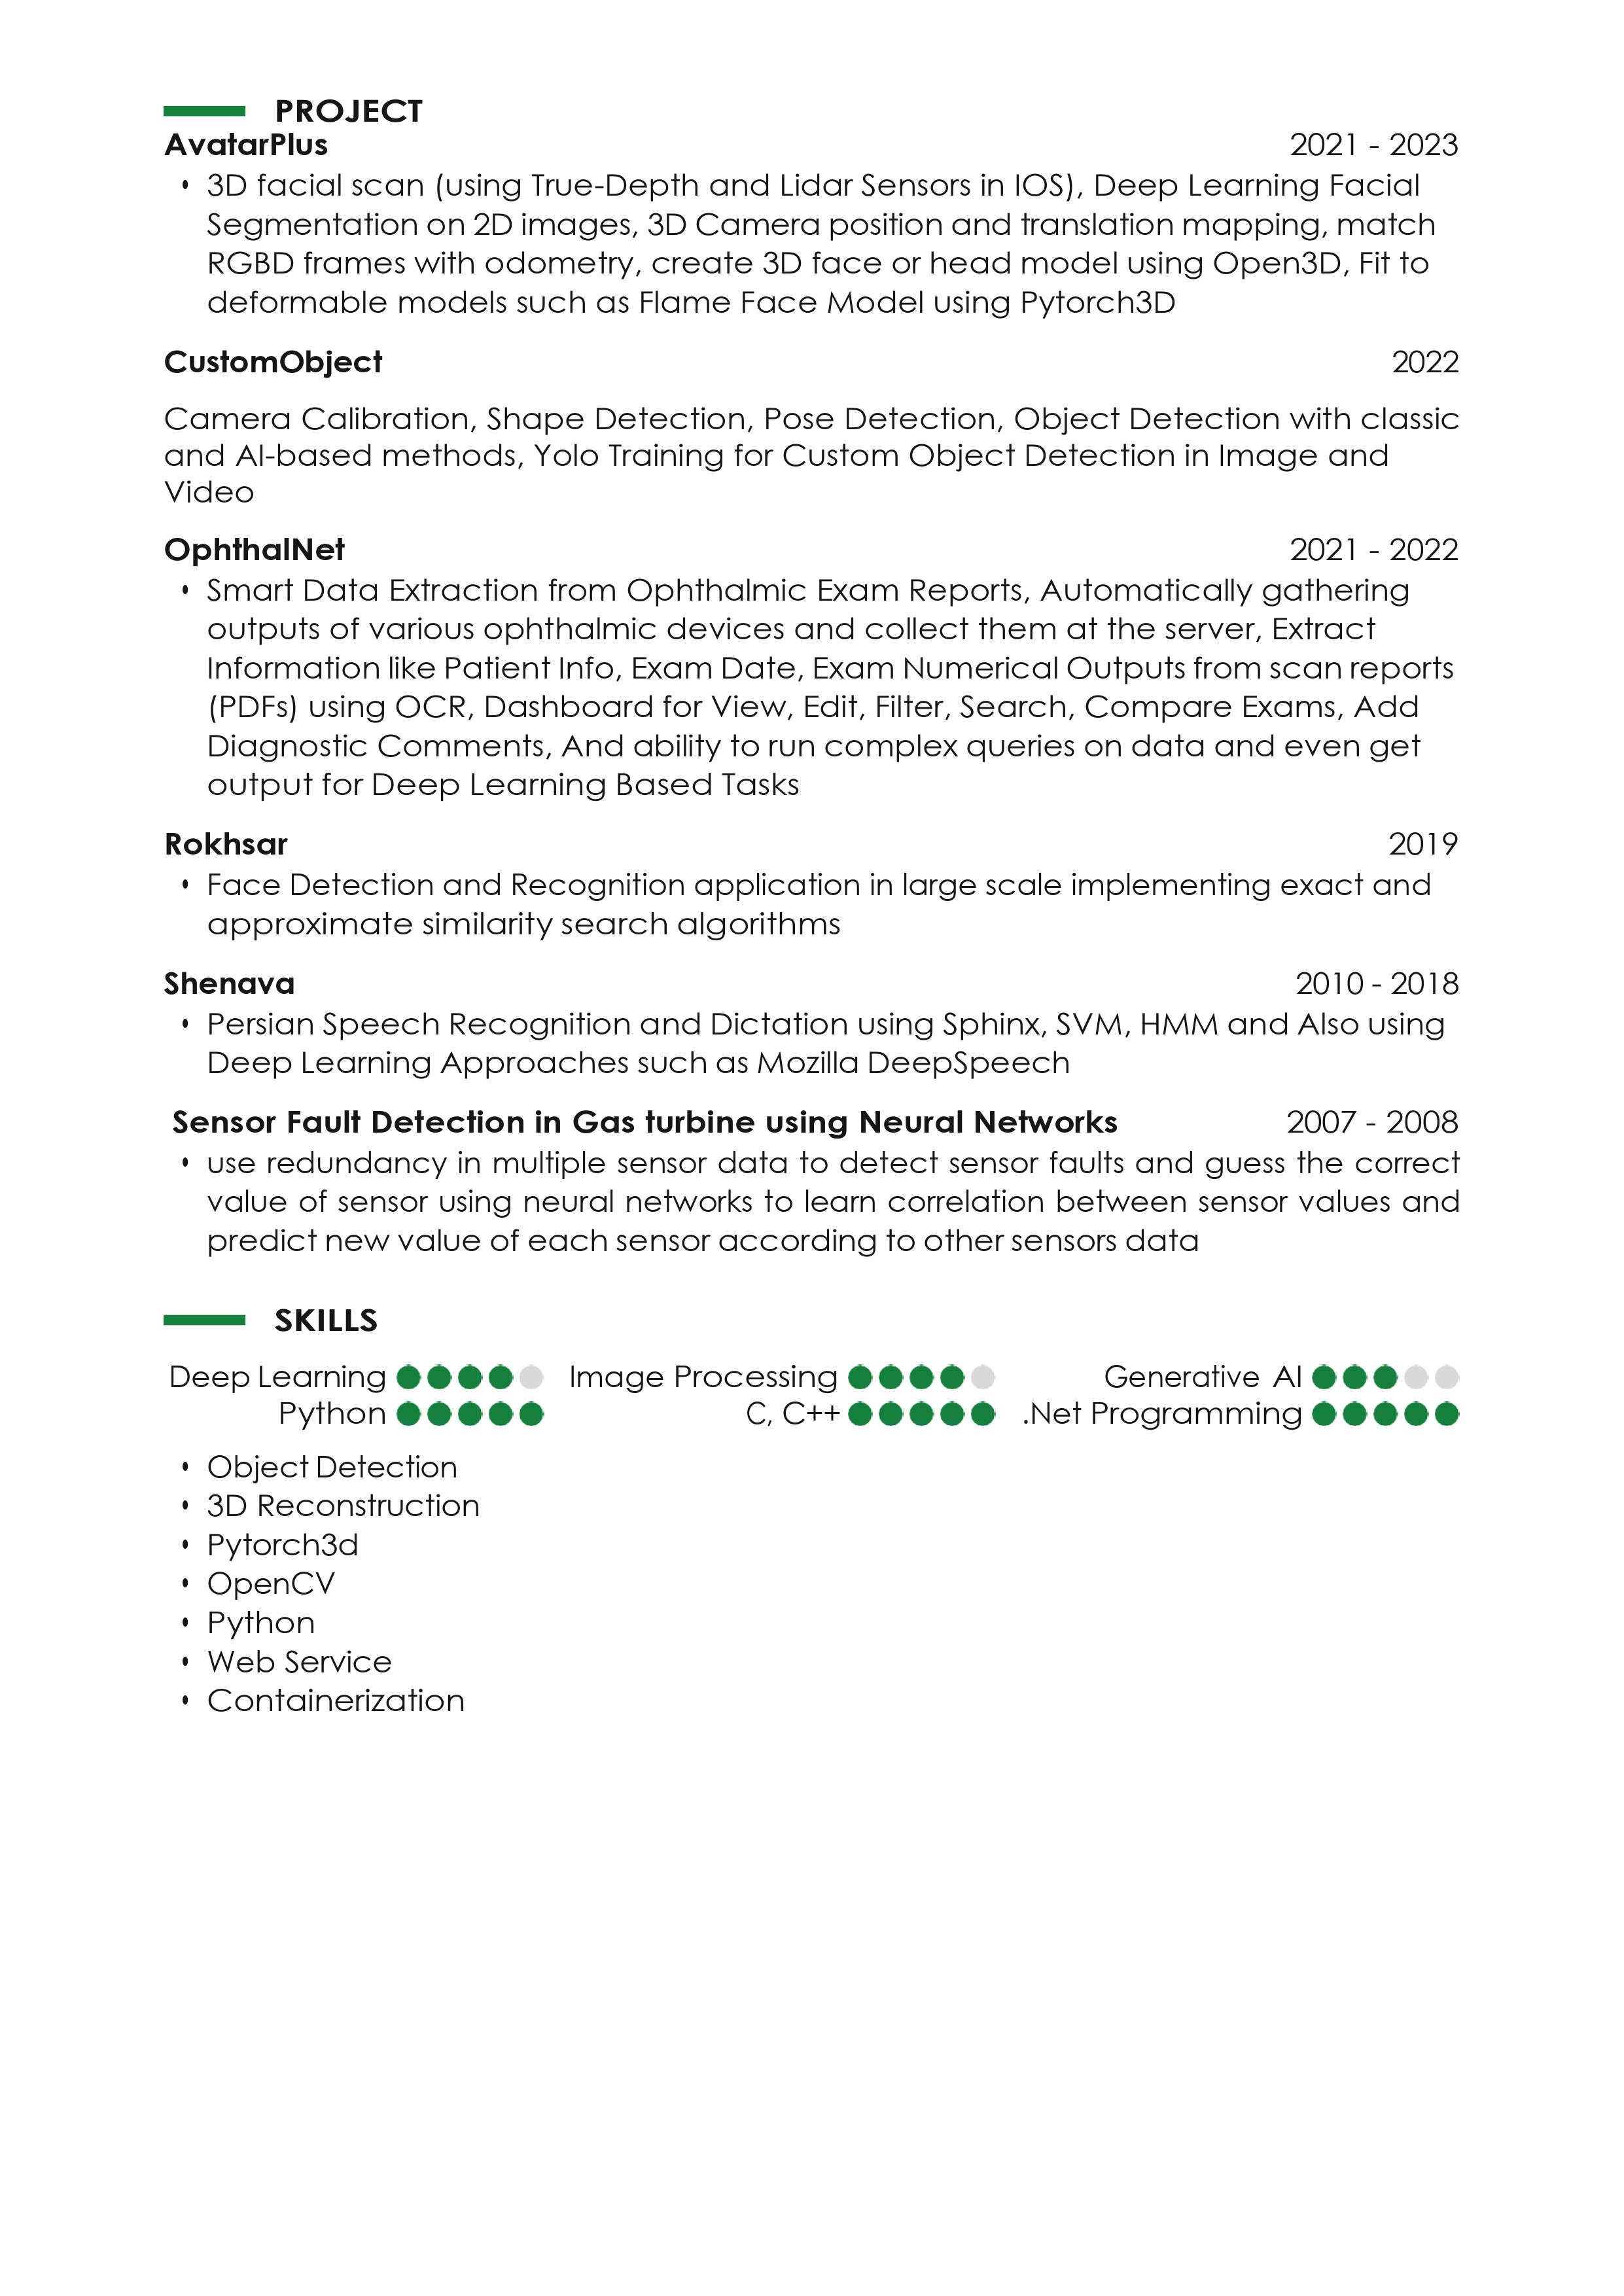 PROJECT
AvatarPlus 2021 - 2023
• 3D facial scan (using True-Depth and Lidar Sensors in IOS), Deep Learning Facial
Segmentation on 2D images, 3D Camera position and translation mapping, match
RGBD frames with odometry, create 3D face or head model using Open3D, Fit to
deformable models such as Flame Face Model using Pytorch3D
CustomObject 2022
Camera Calibration, Shape Detection, Pose Detection, Object Detection with classic
and AI-based methods, Yolo Training for Custom Object Detection in Image and
Video
OphthalNet 2021 - 2022
• Smart Data Extraction from Ophthalmic Exam Reports, Automatically gathering
outputs of various ophthalmic devices and collect them at the server, Extract
Information like Patient Info, Exam Date, Exam Numerical Outputs from scan reports
(PDFs) using OCR, Dashboard for View, Edit, Filter, Search, Compare Exams, Add
Diagnostic Comments, And ability to run complex queries on data and even get
output for Deep Learning Based Tasks
Rokhsar 2019
• Face Detection and Recognition application in large scale implementing exact and
approximate similarity search algorithms
Shenava 2010 - 2018
• Persian Speech Recognition and Dictation using Sphinx, SVM, HMM and Also using
Deep Learning Approaches such as Mozilla DeepSpeech
Sensor Fault Detection in Gas turbine using Neural Networks 2007 - 2008
• use redundancy in multiple sensor data to detect sensor faults and guess the correct
value of sensor using neural networks to learn correlation between sensor values and
predict new value of each sensor according to other sensors data
SKILLS
Deep Learning Image Processing Generative AI
Python C, C++ .Net Programming
• Object Detection
• 3D Reconstruction
• Pytorch3d
• OpenCV
• Python
• Web Service
• Containerization